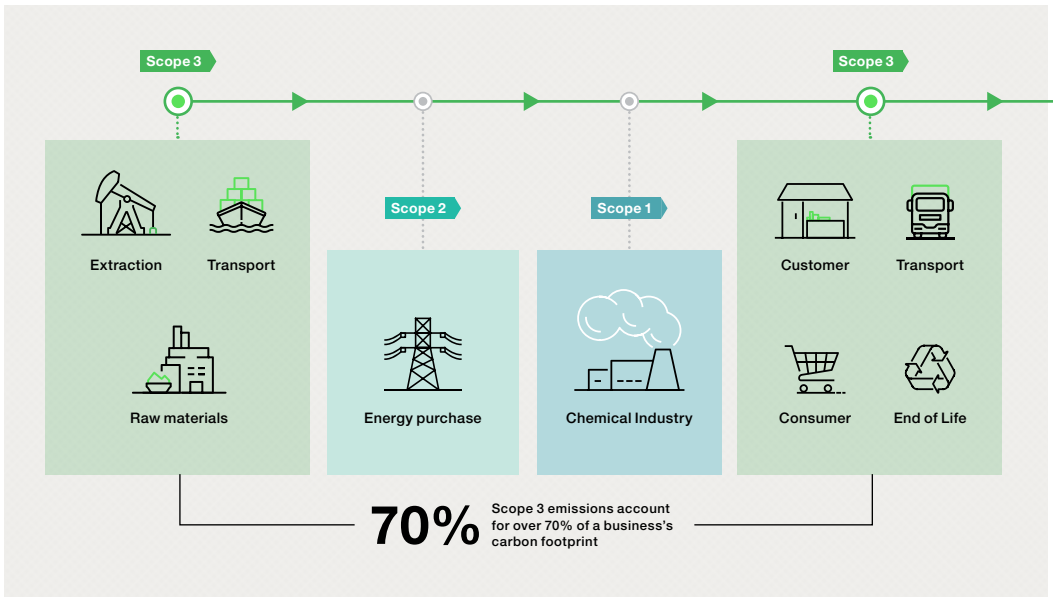 Scope 3
Scope 3
Scope 2
Scope 1
Extraction
Transport
Customer
Transport
Raw materials
Energy purchase
Chemical Industry
Consumer
End of Life
70%
Scope 3 emissions account
for over 70% of a business's
carbon footprint